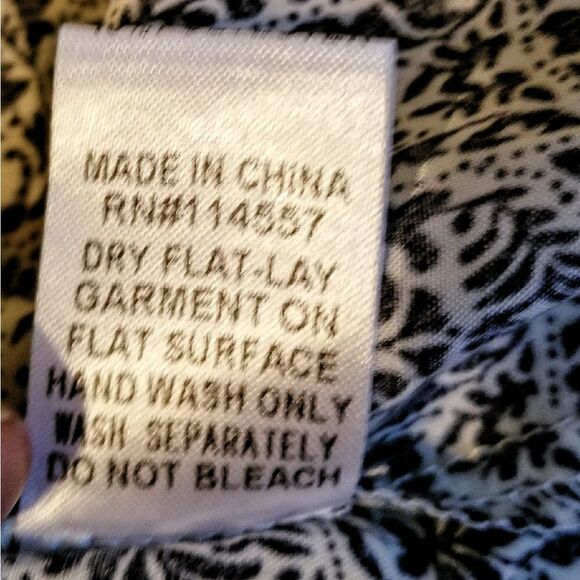 MADE IN CHINA
RN#114557
DRY FLAT-LAY
GARMENT ON
FLAT SURFACE
HAND WASH ONLY
WASH SEPARATELY
DO NOT BLEACH